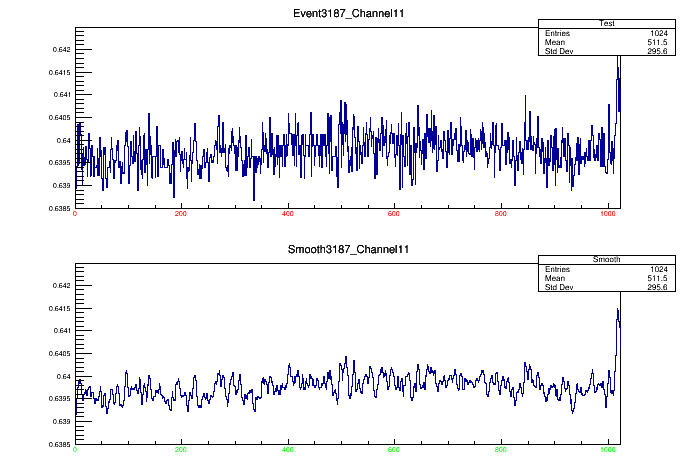 Event3187_Channel11
Test
Entries 1024
Mean 511.5
Std Dev 295.6
0.642
0.6415
0.641
0.6405
0.64
0.6395
0.639
0.6385
0 200 400 600 800 1000
Smooth3187_Channel11
Smooth
Entries 1024
Mean 511.5
Std Dev 295.6
0.642
0.6415
0.641
0.6405
0.64
0.6395
0.639
0.6385
0 200 400 600 800 1000